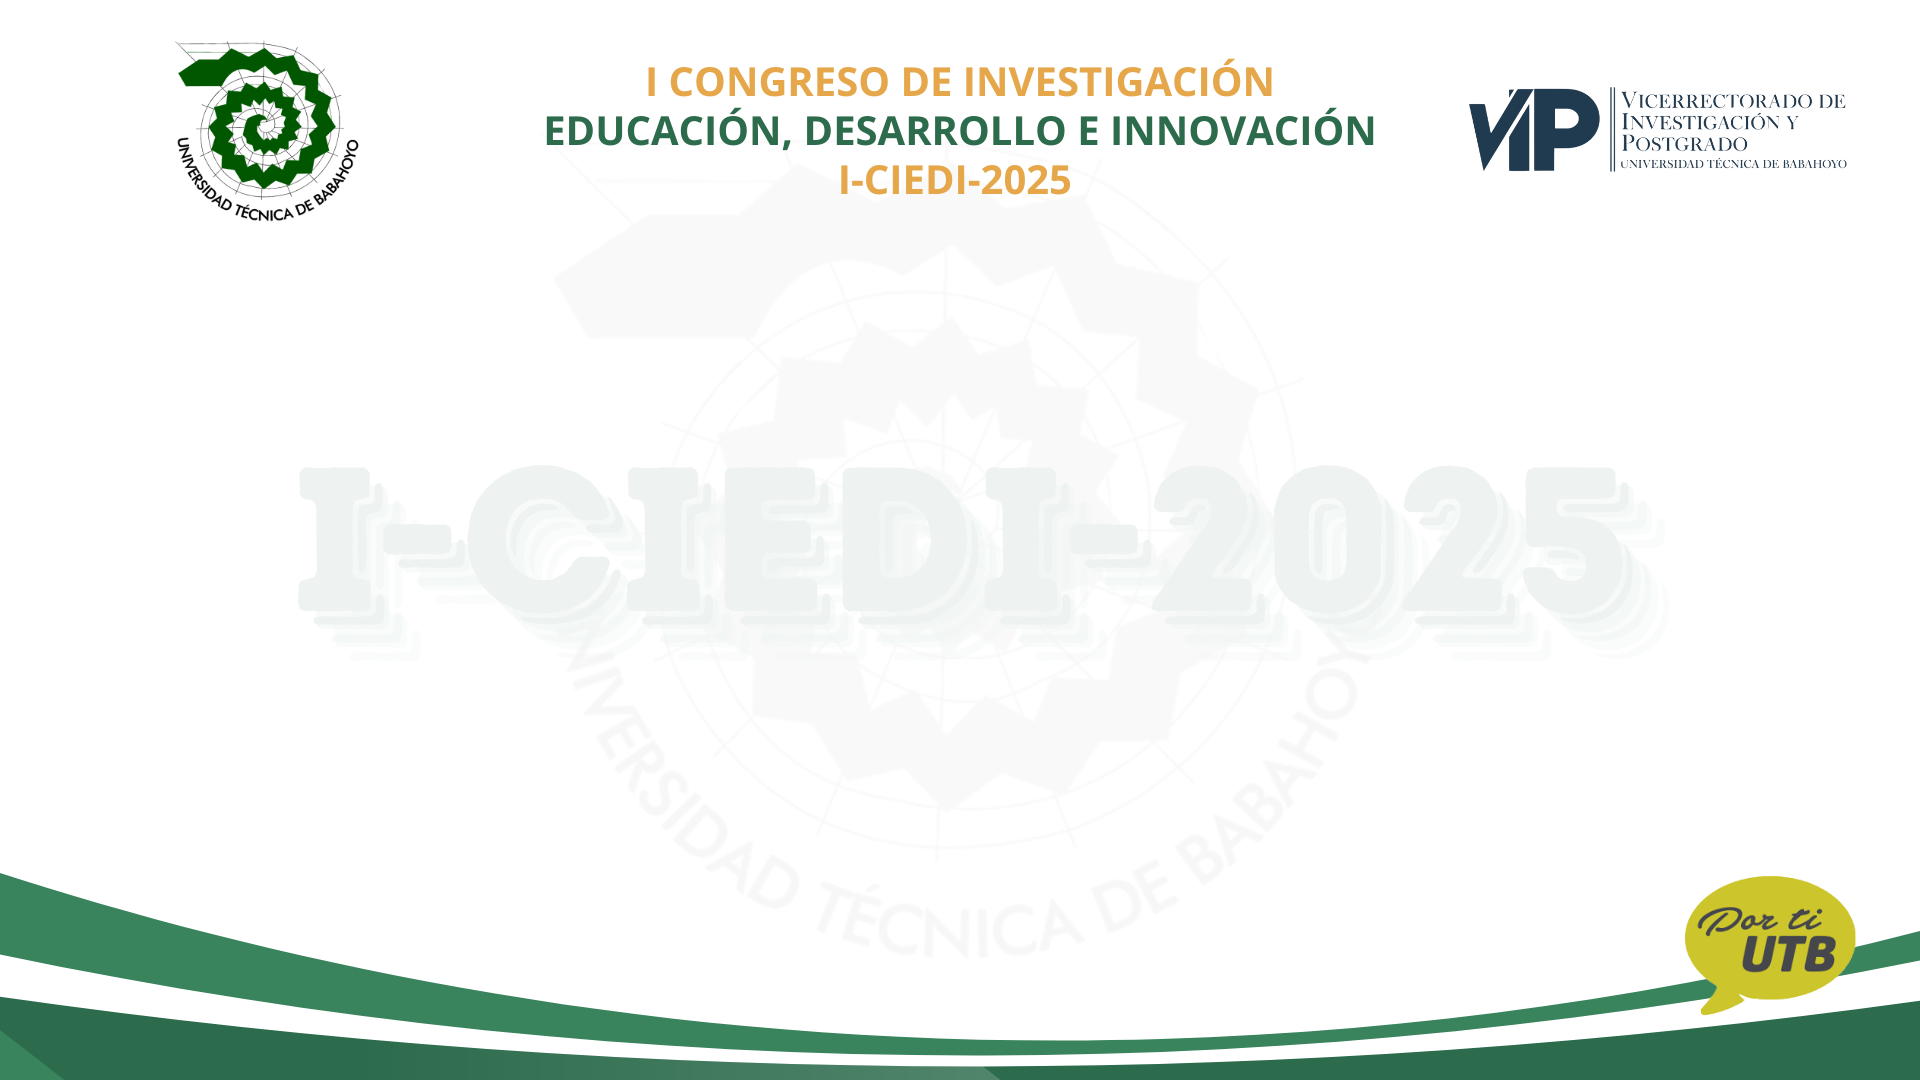 I CONGRESO DE INVESTIGACIÓN
EDUCACIÓN, DESARROLLO E INNOVACIÓN
I-CIEDI-2025
UNIVERSIDAD TÉCNICA DE BABAHOYO
VIP
VICERRECTORADO DE
INVESTIGACIÓN Y
POSTGRADO
UNIVERSIDAD TÉCNICA DE BABAHOYO
I-CIEDI-2025
UNIVERSIDAD TÉCNICA DE BABAHOYO
Por ti
UTB